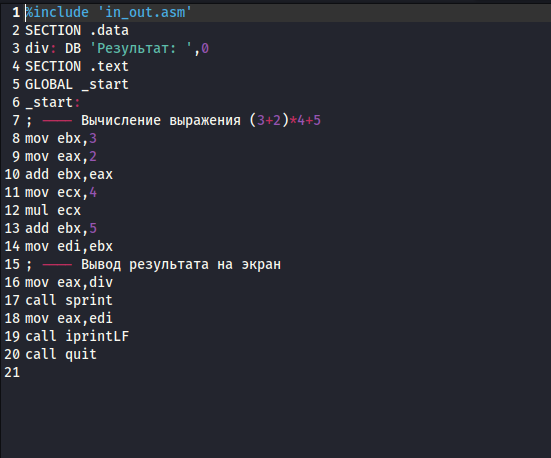 1 %include 'in_out.asm'
2 SECTION .data
3 div: DB 'Результат: ',0
4 SECTION .text
5 GLOBAL _start
6 _start:
7 ; ---- Вычисление выражения (3+2)*4+5
8 mov ebx,3
9 mov eax,2
10 add ebx,eax
11 mov ecx,4
12 mul ecx
13 add ebx,5
14 mov edi,ebx
15 ; ---- Вывод результата на экран
16 mov eax,div
17 call sprint
18 mov eax,edi
19 call iprintLF
20 call quit
21